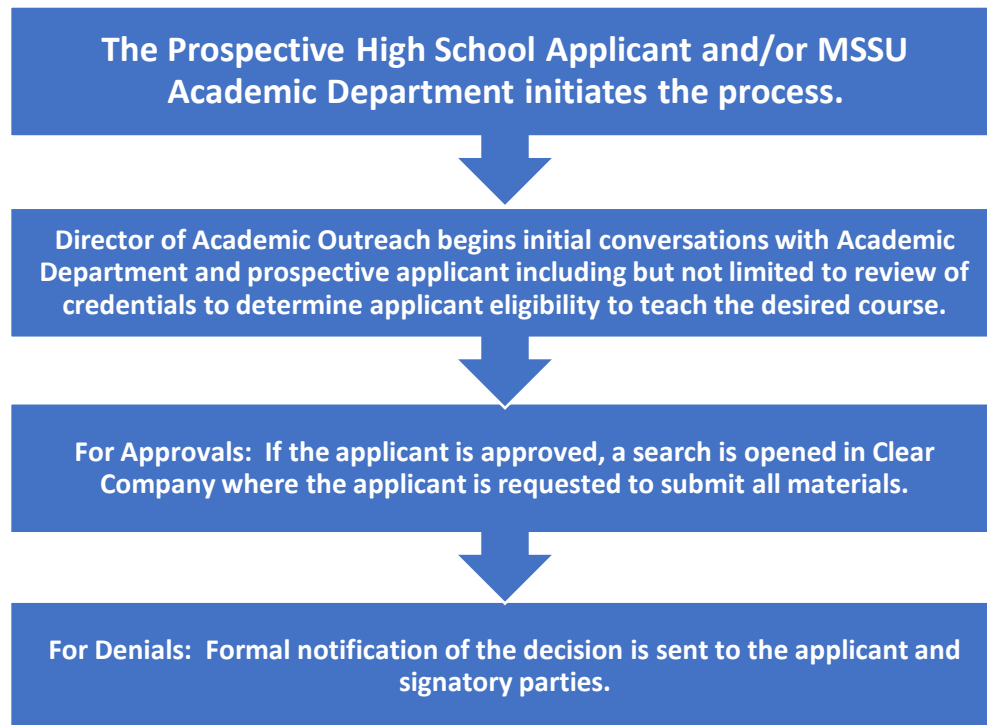 The Prospective High School Applicant and/or MSSU
Academic Department initiates the process.
Director of Academic Outreach begins initial conversations with Academic
Department and prospective applicant including but not limited to review of
credentials to determine applicant eligibility to teach the desired course.
For Approvals:  If the applicant is approved, a search is opened in Clear
Company where the applicant is requested to submit all materials.
For Denials:  Formal notification of the decision is sent to the applicant and
signatory parties.